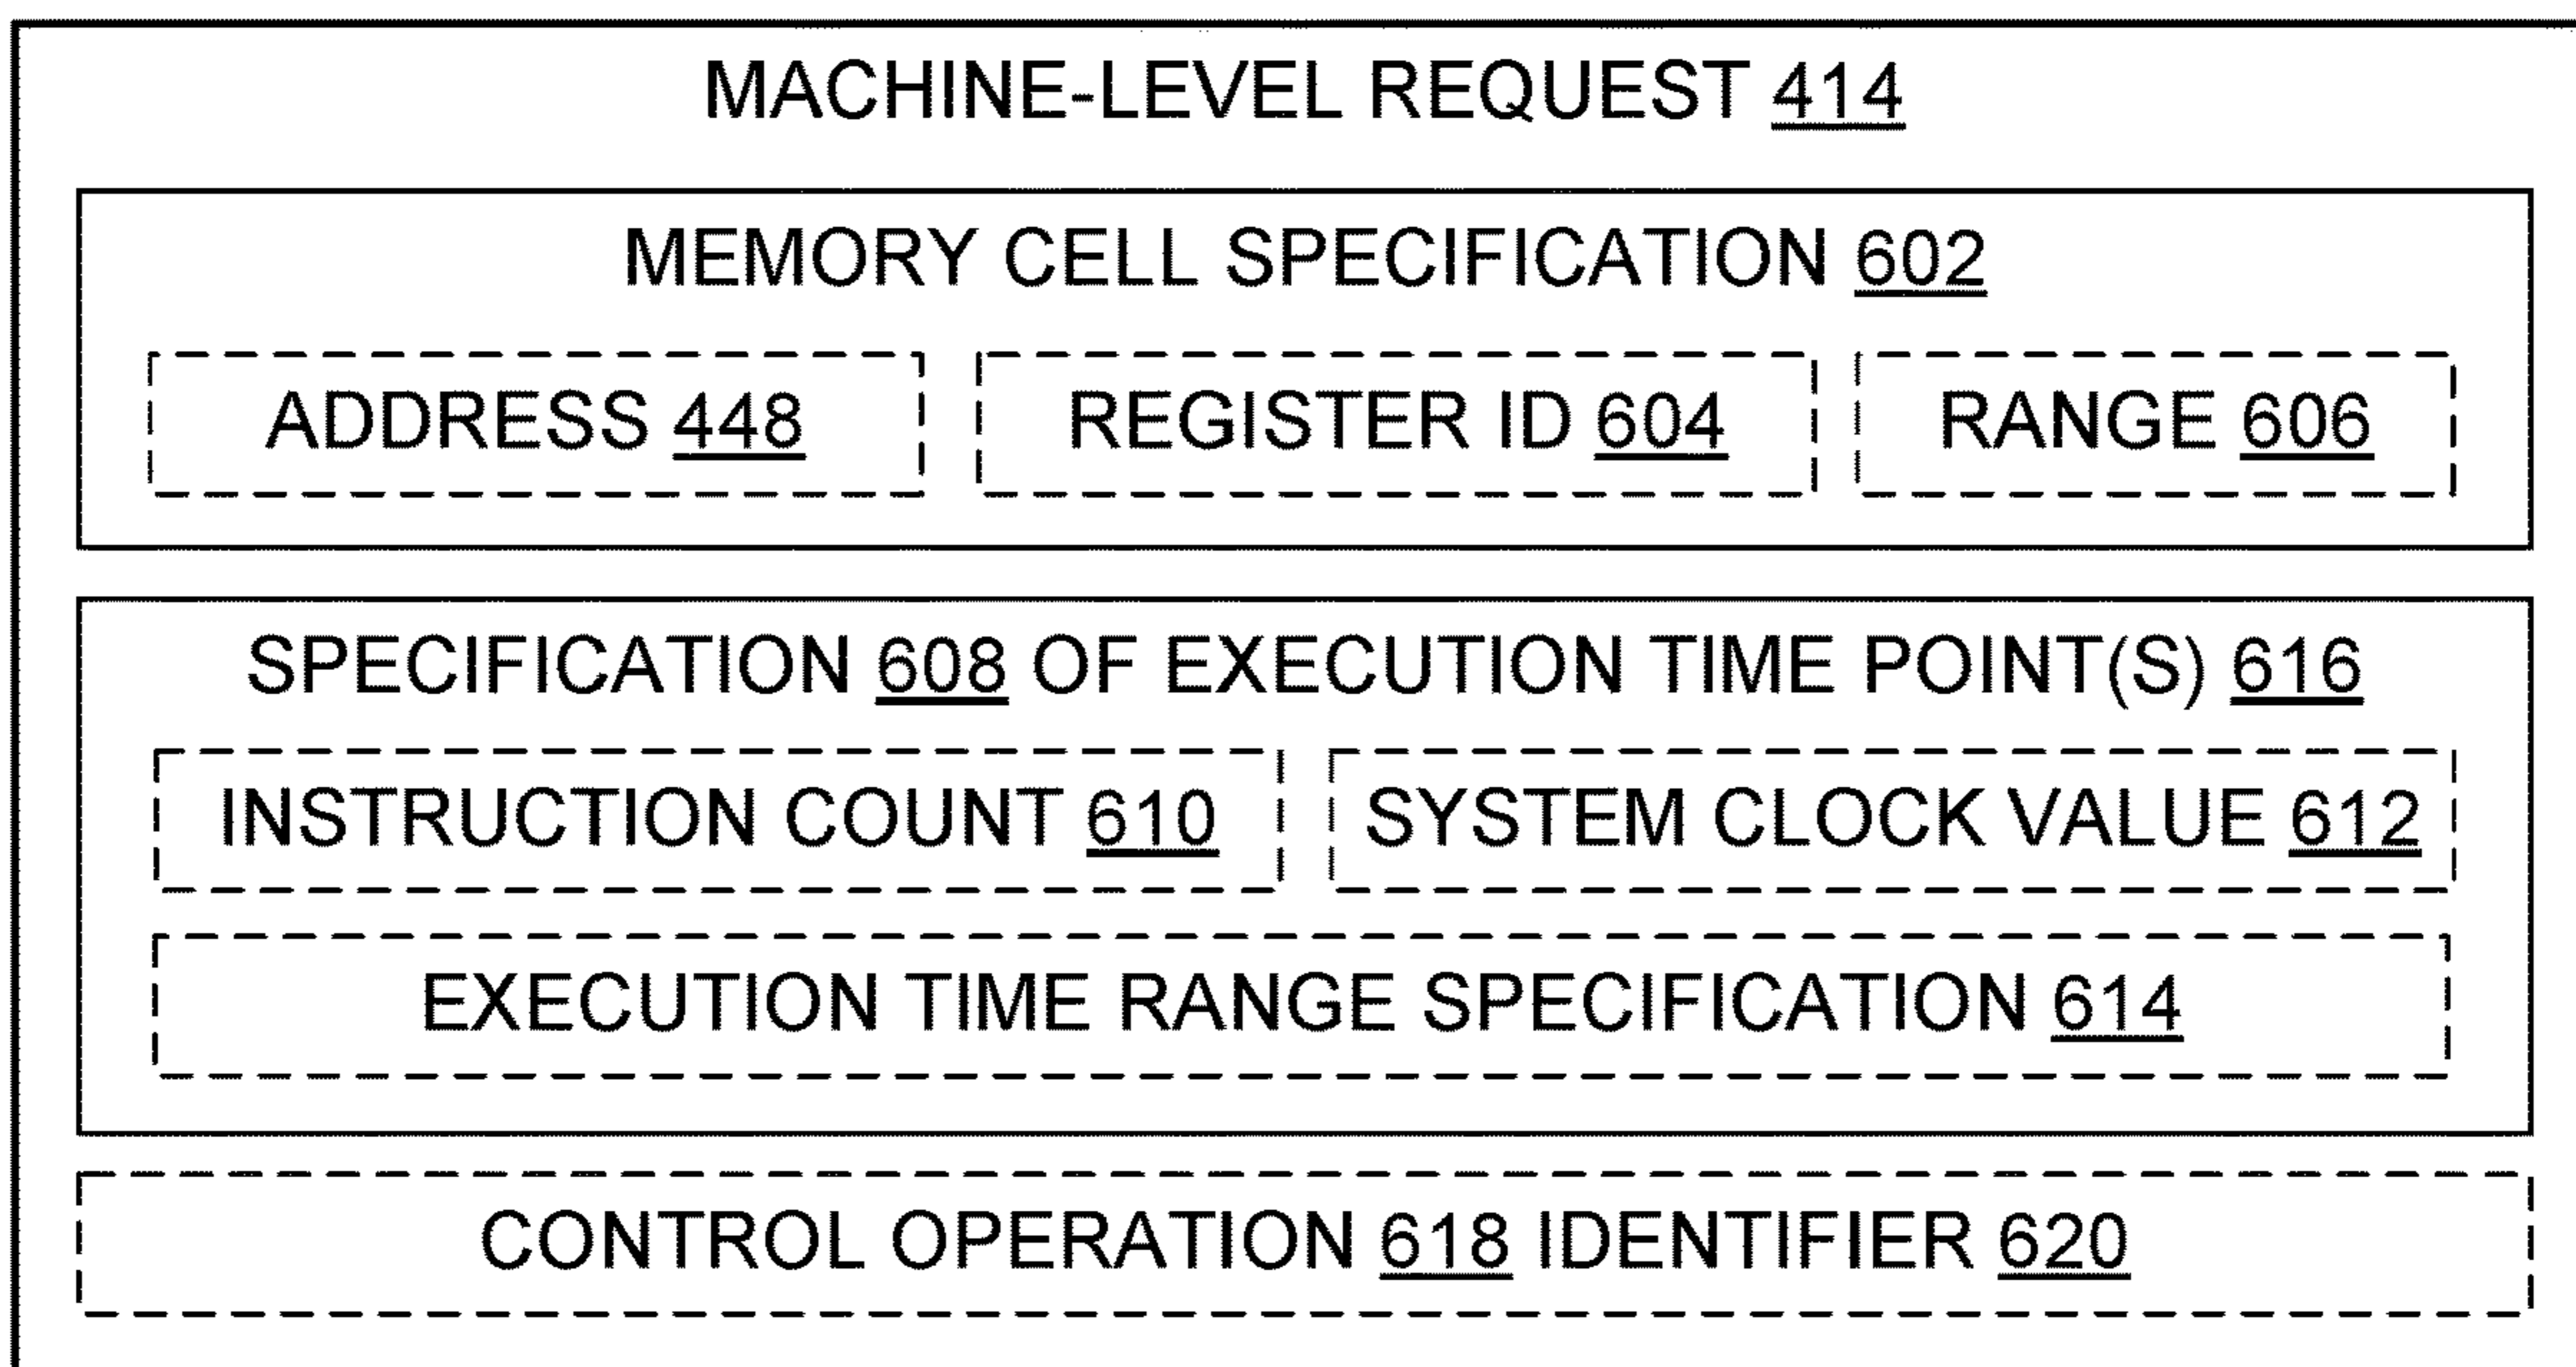 MACHINE-LEVEL REQUEST 414
MEMORY CELL SPECIFICATION 602
ADDRESS 448 REGISTER ID 604 RANGE 606
SPECIFICATION 608 OF EXECUTION TIME POINT(S) 616
INSTRUCTION COUNT 610 SYSTEM CLOCK VALUE 612
EXECUTION TIME RANGE SPECIFICATION 614
CONTROL OPERATION 618 IDENTIFIER 620